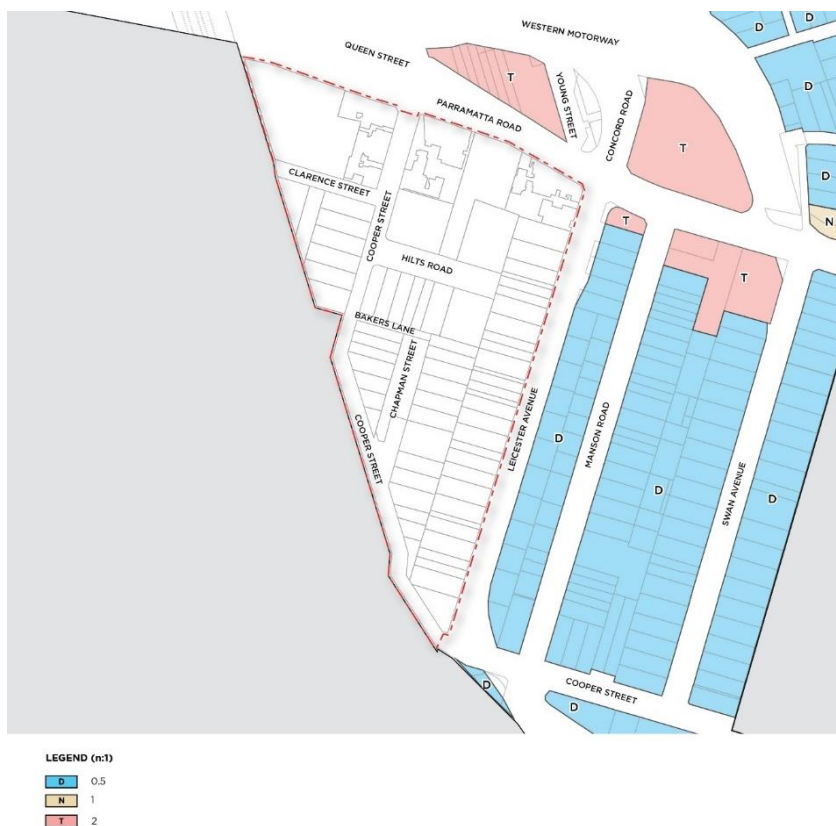 WESTERN MOTORWAY
D
D
QUEEN STREET
T
D
YOUNG STREET
CONCORD ROAD
PARRAMATTA ROAD
T
CLARENCE STREET
D
COOPER STREET
T
N
HILTS ROAD
T
BAKERS LANE
CHAPMAN STREET
COOPER STREET
LEICESTER AVENUE
D
MANSON ROAD
D
SWAN AVENUE
D
D
COOPER STREET
D
LEGEND (n:1)
D 0.5
N 1
T 2